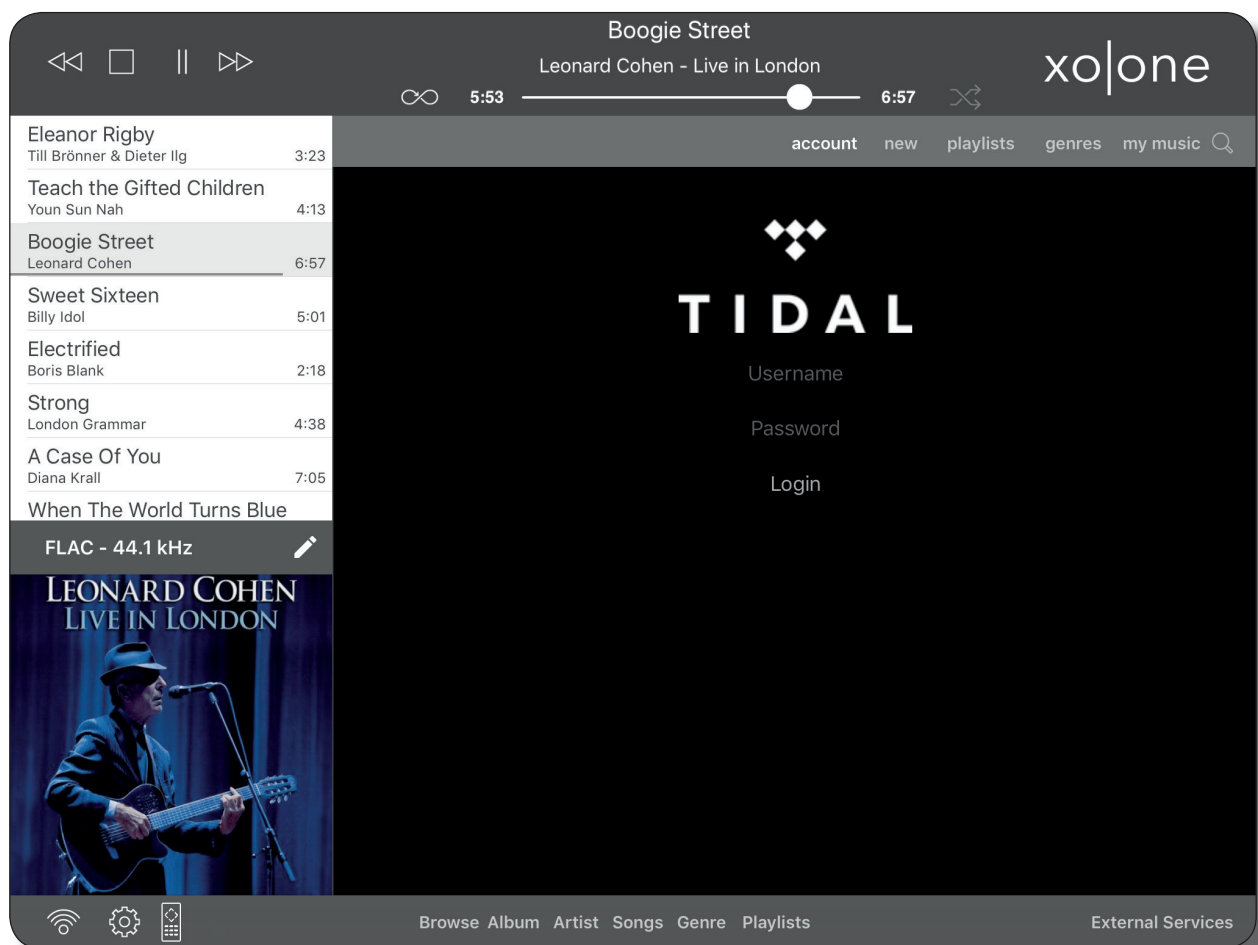 Boogie Street
Leonard Cohen - Live in London
5:53 6:57
xo|one
account new playlists genres my music
Eleanor Rigby
Till Brönner & Dieter Ilg 3:23
Teach the Gifted Children
Youn Sun Nah 4:13
Boogie Street
Leonard Cohen 6:57
Sweet Sixteen
Billy Idol 5:01
Electrified
Boris Blank 2:18
Strong
London Grammar 4:38
A Case Of You
Diana Krall 7:05
When The World Turns Blue
FLAC - 44.1 kHz
LEONARD COHEN
LIVE IN LONDON
TIDAL
Username
Password
Login
Browse Album Artist Songs Genre Playlists External Services